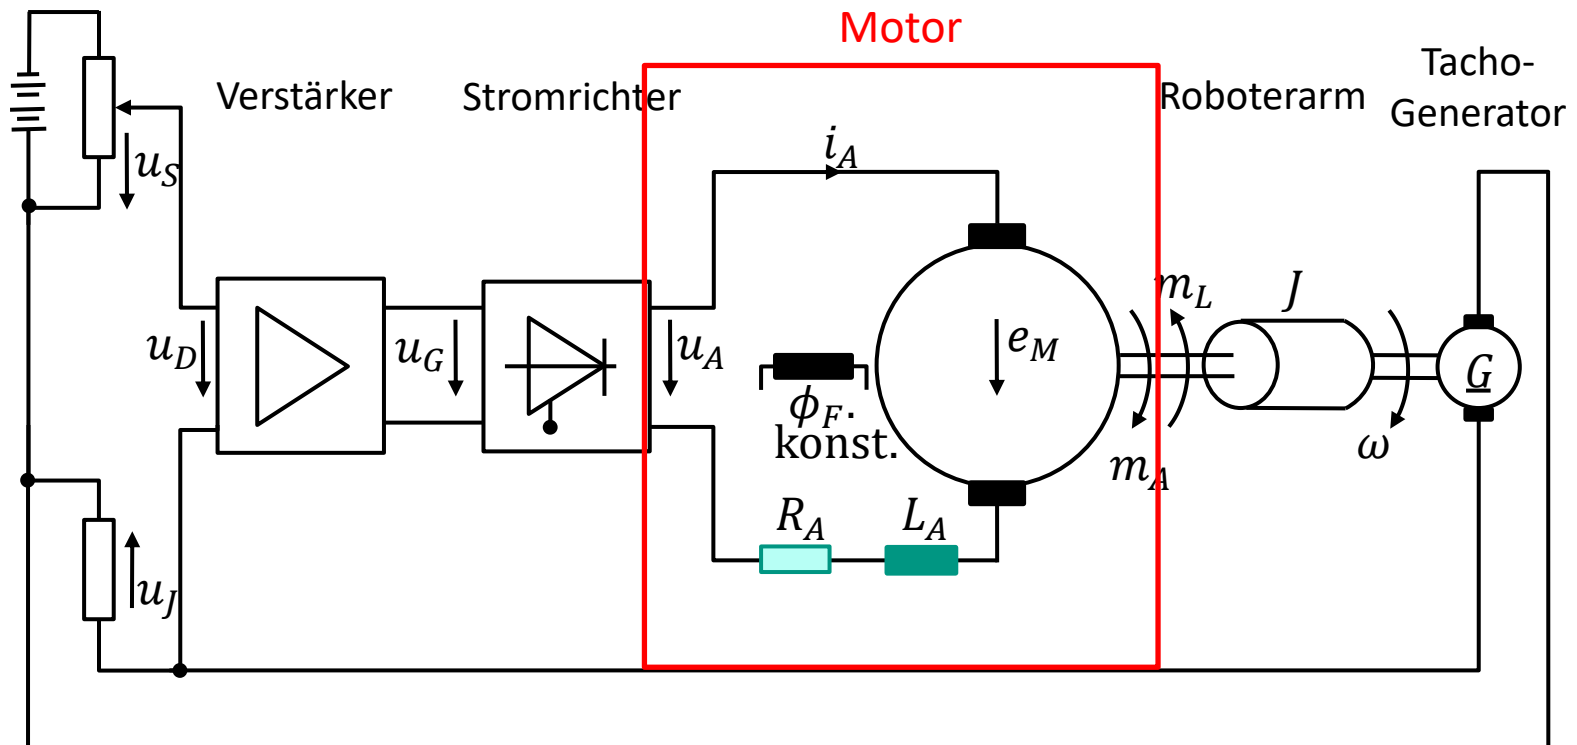 Motor
Verstärker
Stromrichter
Roboterarm
Tacho-
Generator
u_S
i_A
u_D
u_G
u_A
e_M
m_L
J
G
ϕ_F.
konst.
m_A
ω
R_A
L_A
u_J